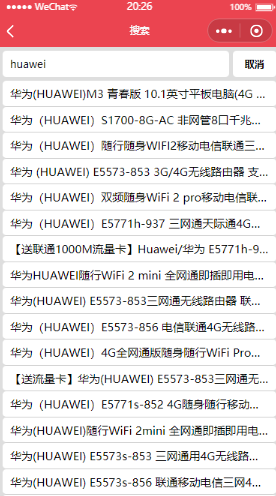 WeChat 20:26 100%
搜索
huawei 取消
华为(HUAWEI)M3 青春版 10.1英寸平板电脑(4G ...
华为（HUAWEI）S1700-8G-AC 非网管8口千兆...
华为（HUAWEI）随行随身WIFI2移动电信联通三...
华为 (HUAWEI) E5573-853 3G/4G无线路由器 支...
华为（HUAWEI）双频随身WiFi 2 pro移动电信联...
华为（HUAWEI）E5771h-937 三网通天际通4G...
【送联通1000M流量卡】Huawei/华为 E5771h-9...
华为HUAWEI随行WiFi 2 mini 全网通即插即用电...
华为(HUAWEI) E5573-853三网通无线路由器 联...
华为（HUAWEI）E5573-856 电信联通4G无线路...
华为（HUAWEI）4G全网通版随身随行WiFi Pro...
【送流量卡】华为(HUAWEI) E5573-853三网通无...
华为（HUAWEI）E5771s-852 4G随身随行移动...
华为(HUAWEI)随行WiFi 2mini 全网通即插即用电...
华为(HUAWEI) E5573s-853 三网通用4G无线路...
华为(HUAWEI) E5573s-856 联通移动电信三网4...